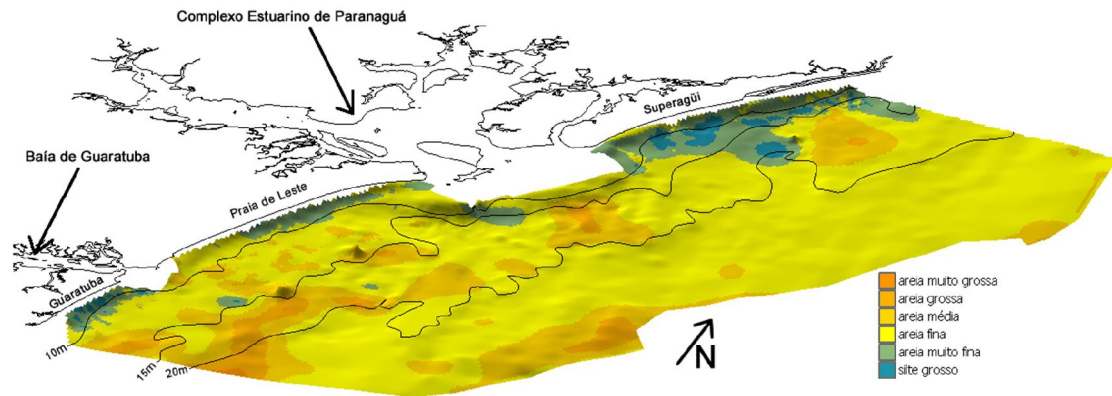 Complexo Estuarino de Paranaguá
Baía de Guaratuba
Superagüi
Praia de Leste
Guaratuba
10m
15m
20m
N
areia muito grossa
areia grossa
areia média
areia fina
areia muito fina
silte grosso